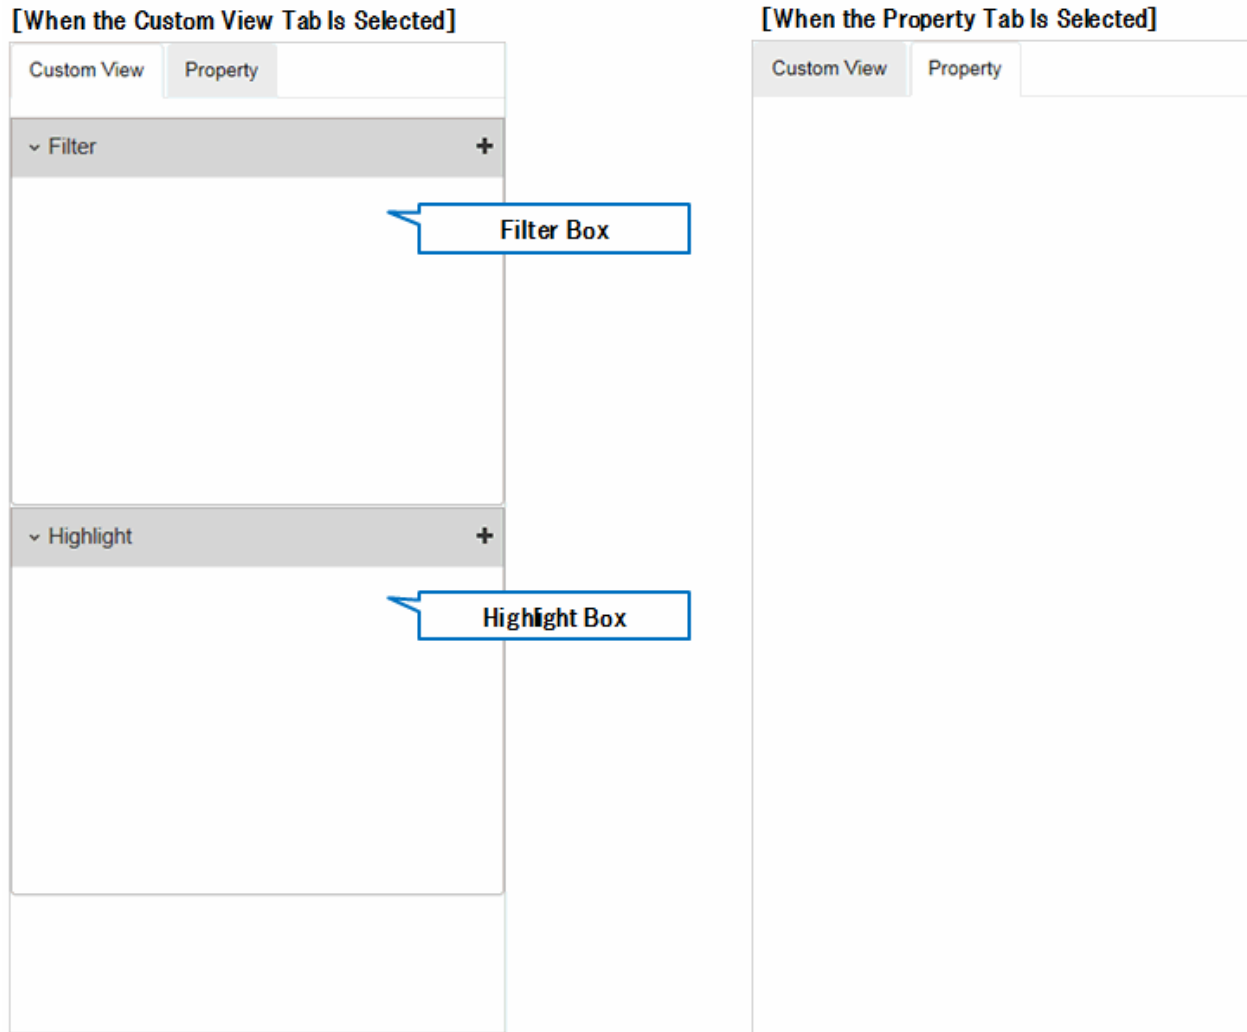 [When the Custom View Tab Is Selected]
Custom View Property
Filter +
Filter Box
Highlight +
Highlight Box
[When the Property Tab Is Selected]
Custom View Property